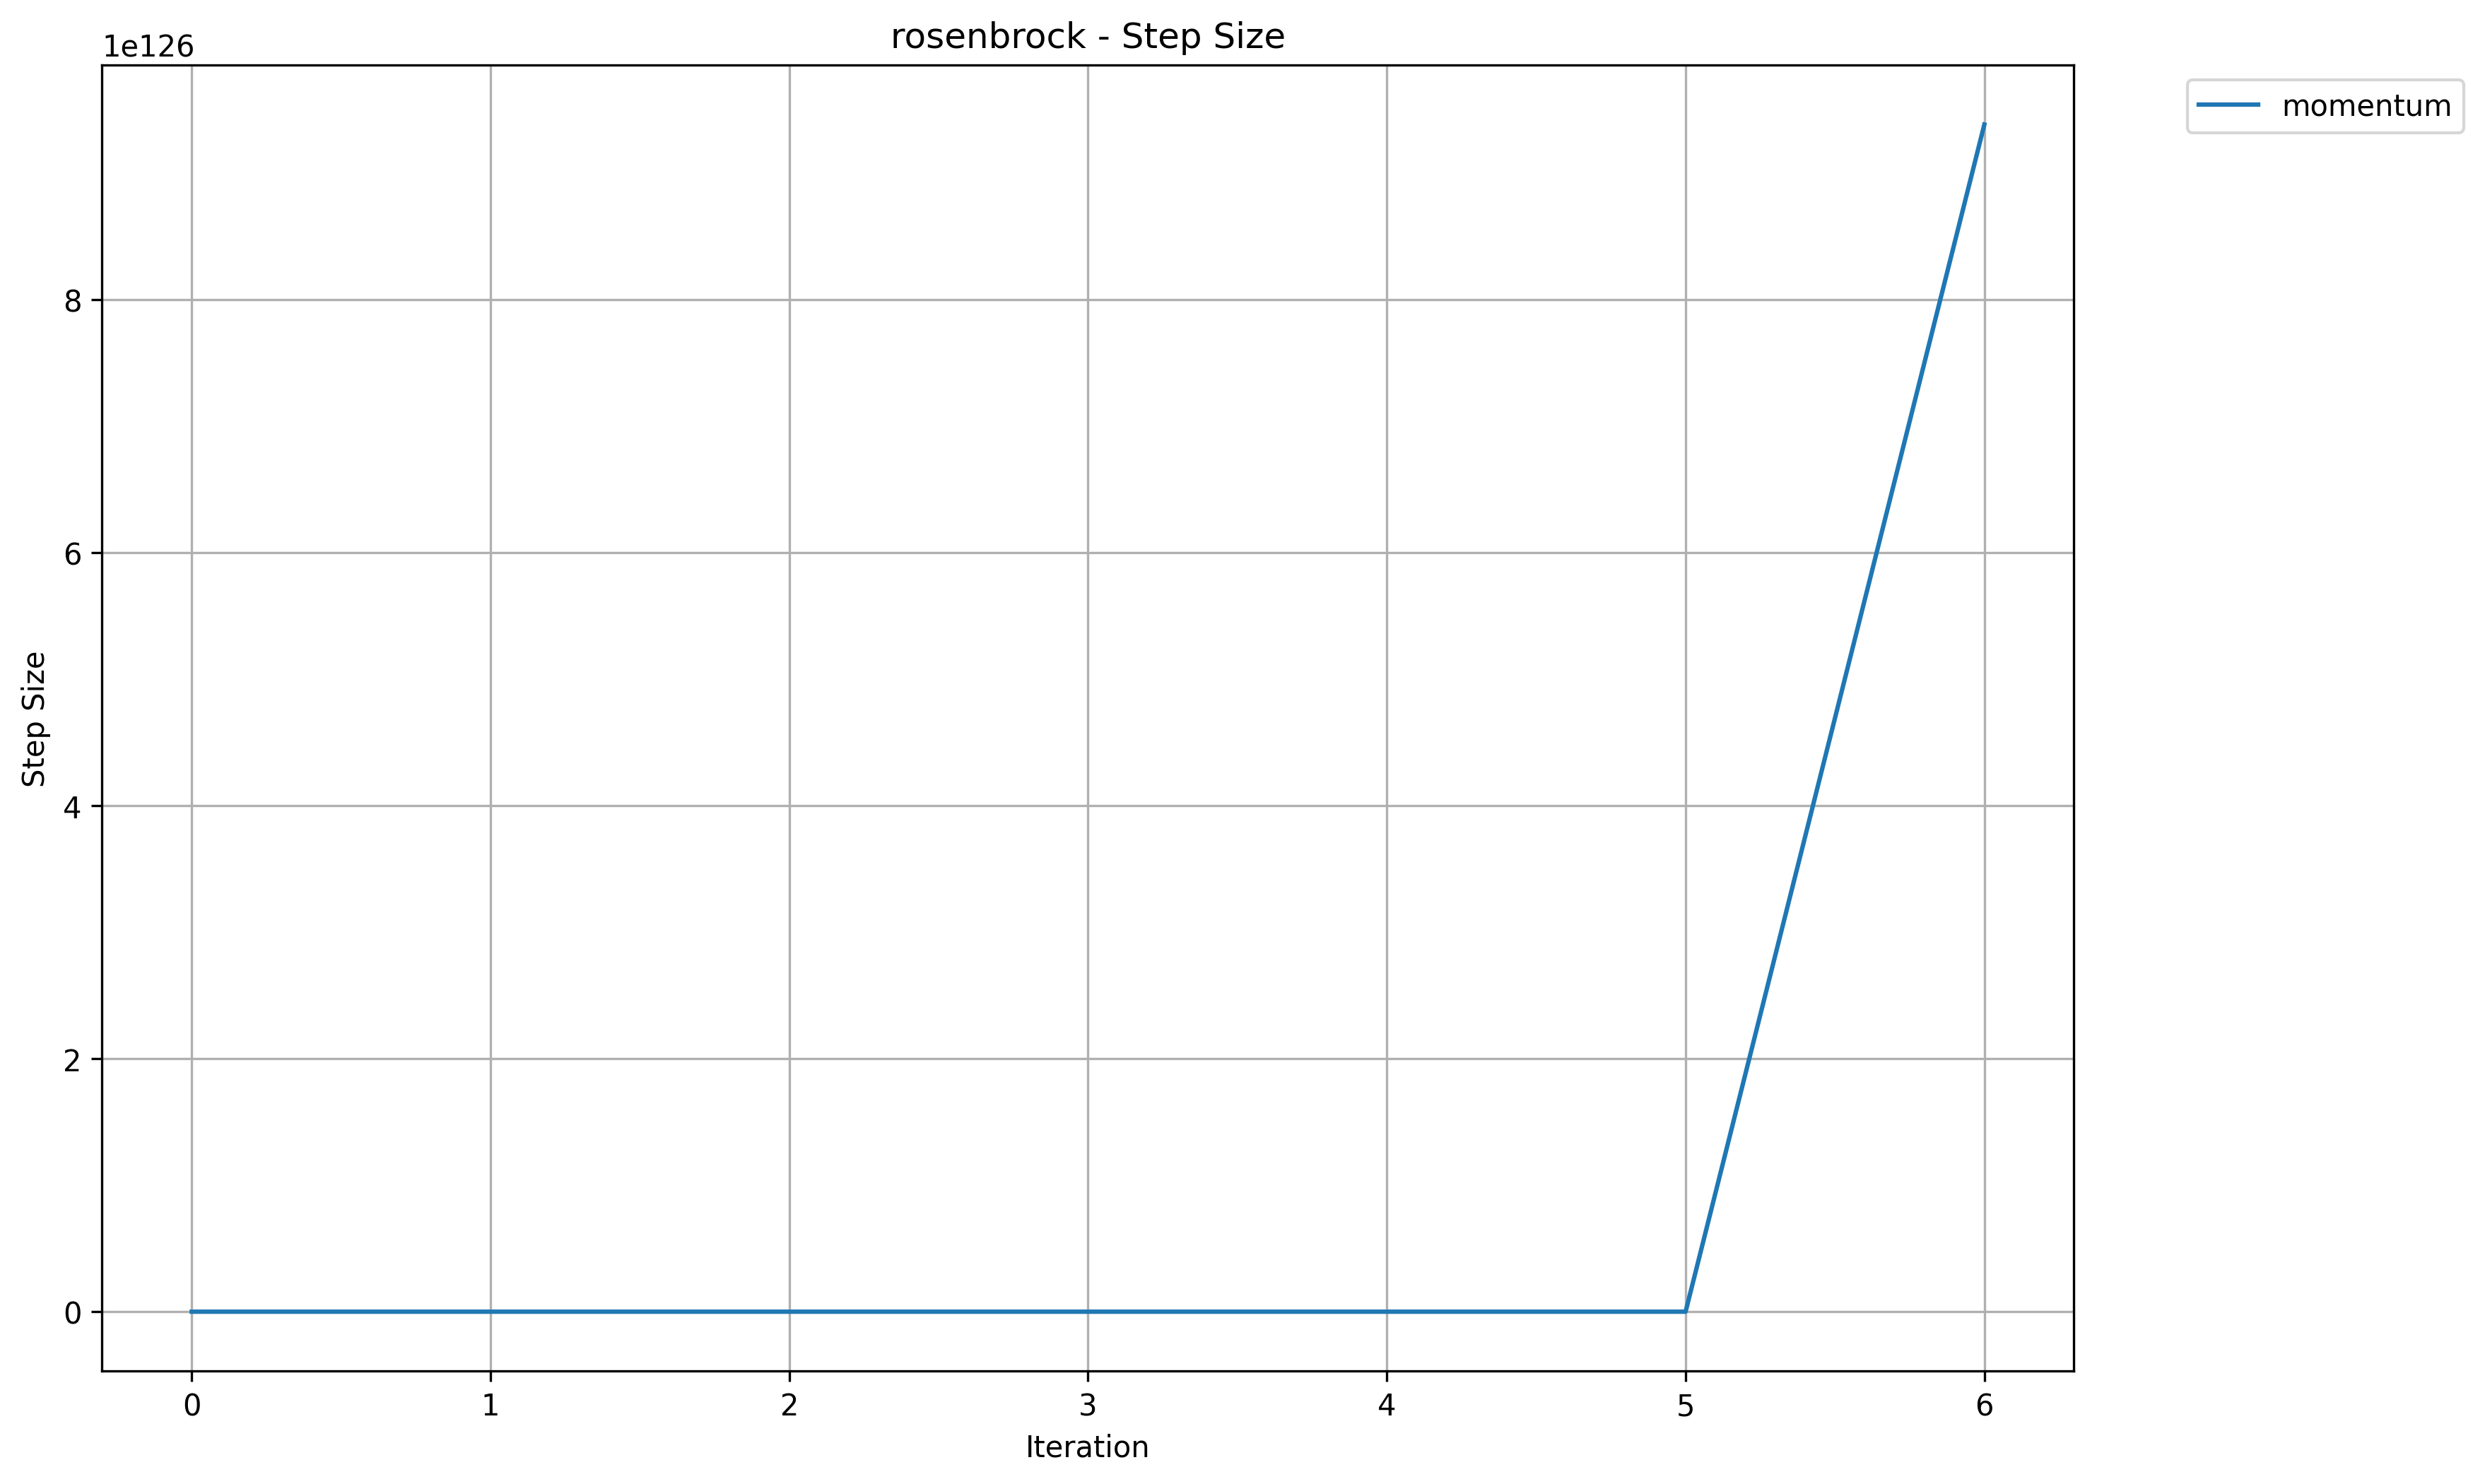 rosenbrock - Step Size
1e126
momentum
8
6
4
2
0
Step Size
0 1 2 3 4 5 6
Iteration